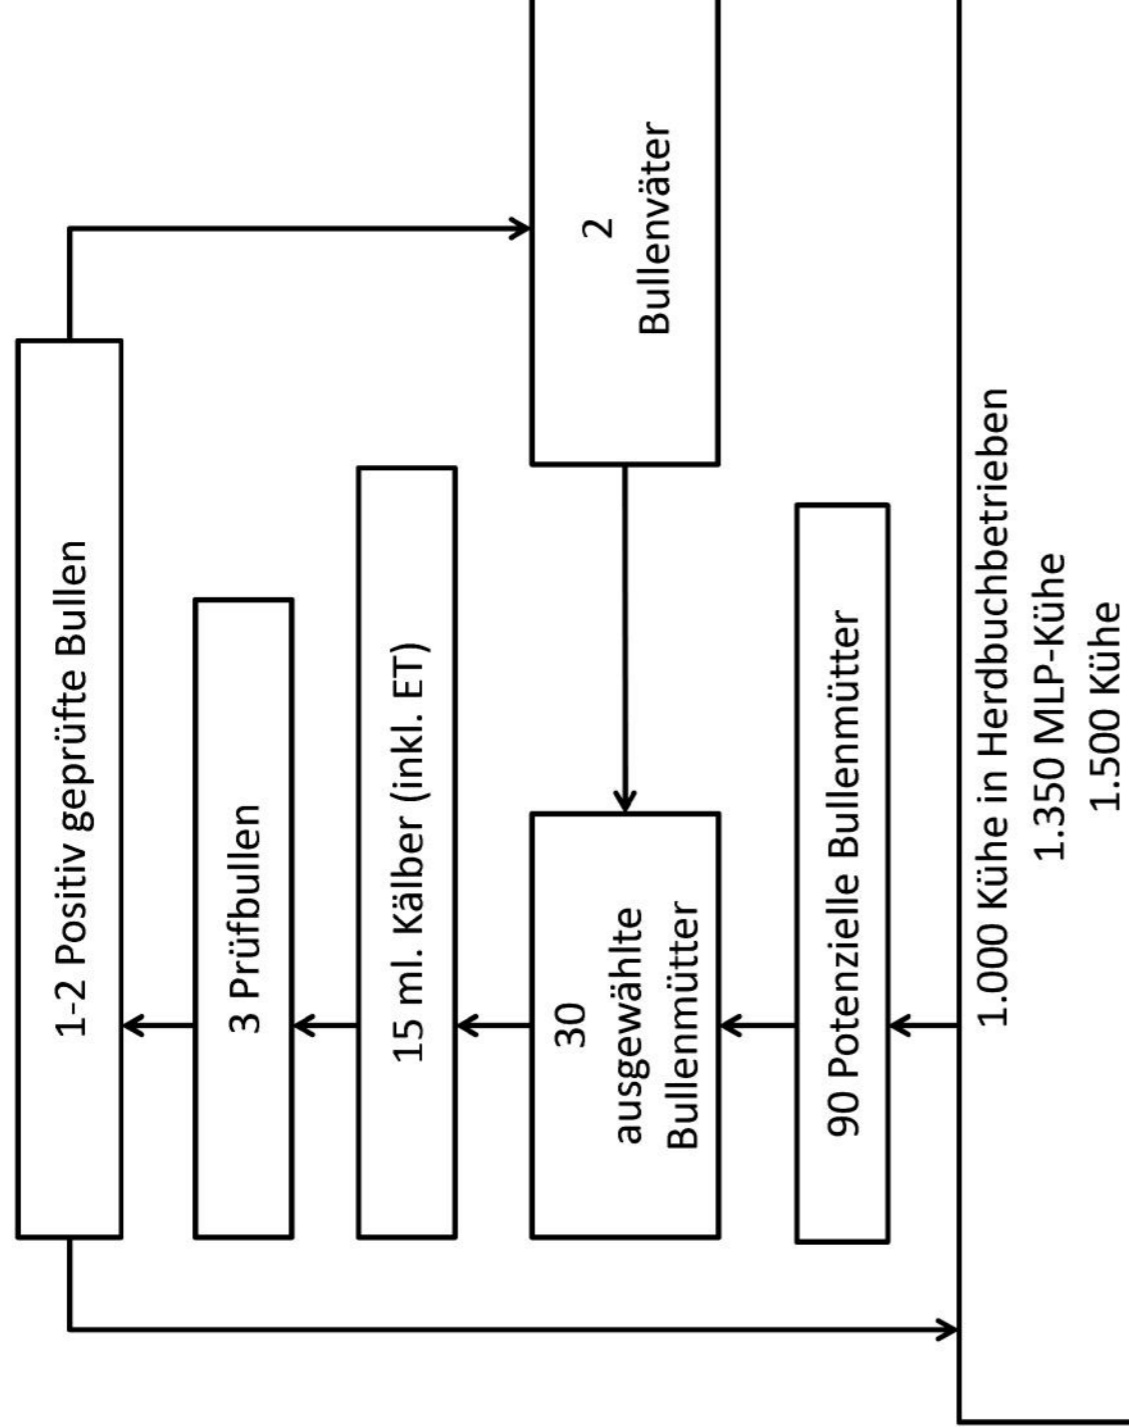 1-2 Positiv geprüfte Bullen
3 Prüfbullen
15 ml. Kälber (inkl. ET)
30
ausgewählte
Bullenmütter
2
Bullenväter
90 Potenzielle Bullenmütter
1.000 Kühe in Herdbuchbetrieben
1.350 MLP-Kühe
1.500 Kühe